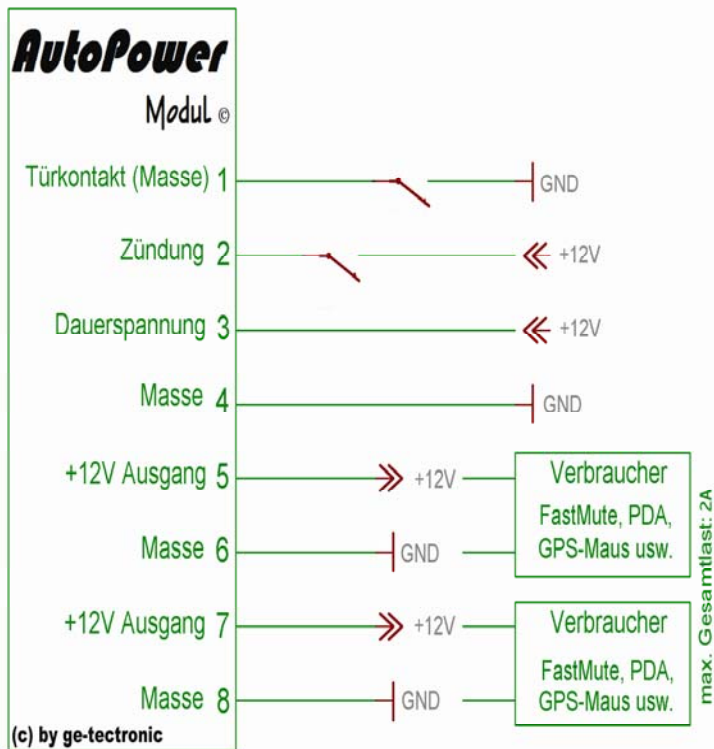 AutoPower
Modul ©
Türkontakt (Masse) 1 GND
Zündung 2 +12V
Dauerspannung 3 +12V
Masse 4 GND
+12V Ausgang 5 +12V
Masse 6 GND
Verbraucher
FastMute, PDA,
GPS-Maus usw.
+12V Ausgang 7 +12V
Masse 8 GND
Verbraucher
FastMute, PDA,
GPS-Maus usw.
max. Gesamtlast: 2A
(c) by ge-tectronic